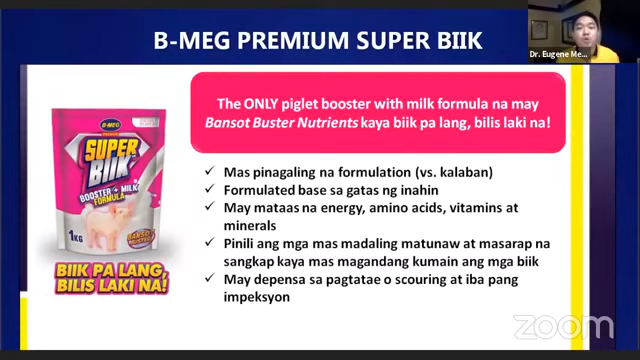 B-MEG PREMIUM SUPER BIIK
Dr. Eugene Me...
The ONLY piglet booster with milk formula na may
Bansot Buster Nutrients kaya biik pa lang, bilis laki na!
B-MEG
PREMIUM
SUPER
BIIK
BOOSTER + MILK
FORMULA
BANSOT
BUSTER
1KG
BIIK PA LANG,
BILIS LAKI NA!
✓ Mas pinagaling na formulation (vs. kalaban)
✓ Formulated base sa gatas ng inahin
✓ May mataas na energy, amino acids, vitamins at
minerals
✓ Pinili ang mga mas madaling matunaw at masarap na
sangkap kaya mas magandang kumain ang mga biik
✓ May depensa sa pagtatae o scouring at iba pang
impeksyon
zoom